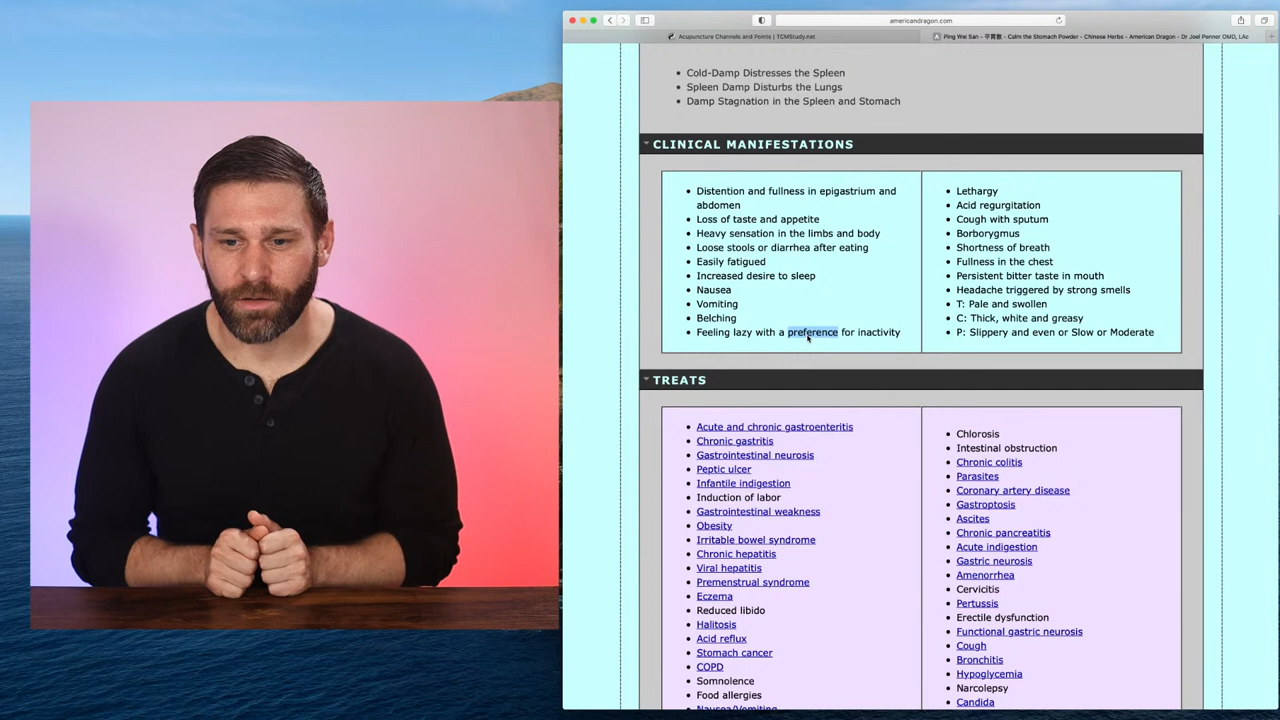 americandragon.com
Acupuncture Channels and Points | TCMStudy.net
Ping Wei San - 平胃散 - Calm the Stomach Powder - Chinese Herbs - American Dragon - Dr Joel Penner OMD, LAc
Cold-Damp Distresses the Spleen
Spleen Damp Disturbs the Lungs
Damp Stagnation in the Spleen and Stomach
CLINICAL MANIFESTATIONS
Distention and fullness in epigastrium and
abdomen
Loss of taste and appetite
Heavy sensation in the limbs and body
Loose stools or diarrhea after eating
Easily fatigued
Increased desire to sleep
Nausea
Vomiting
Belching
Feeling lazy with a preference for inactivity
Lethargy
Acid regurgitation
Cough with sputum
Borborygmus
Shortness of breath
Fullness in the chest
Persistent bitter taste in mouth
Headache triggered by strong smells
T: Pale and swollen
C: Thick, white and greasy
P: Slippery and even or Slow or Moderate
TREATS
Acute and chronic gastroenteritis
Chronic gastritis
Gastrointestinal neurosis
Peptic ulcer
Infantile indigestion
Induction of labor
Gastrointestinal weakness
Obesity
Irritable bowel syndrome
Chronic hepatitis
Viral hepatitis
Premenstrual syndrome
Eczema
Reduced libido
Halitosis
Acid reflux
Stomach cancer
COPD
Somnolence
Food allergies
Nausea/Vomiting
Chlorosis
Intestinal obstruction
Chronic colitis
Parasites
Coronary artery disease
Gastroptosis
Ascites
Chronic pancreatitis
Acute indigestion
Gastric neurosis
Amenorrhea
Cervicitis
Pertussis
Erectile dysfunction
Functional gastric neurosis
Cough
Bronchitis
Hypoglycemia
Narcolepsy
Candida